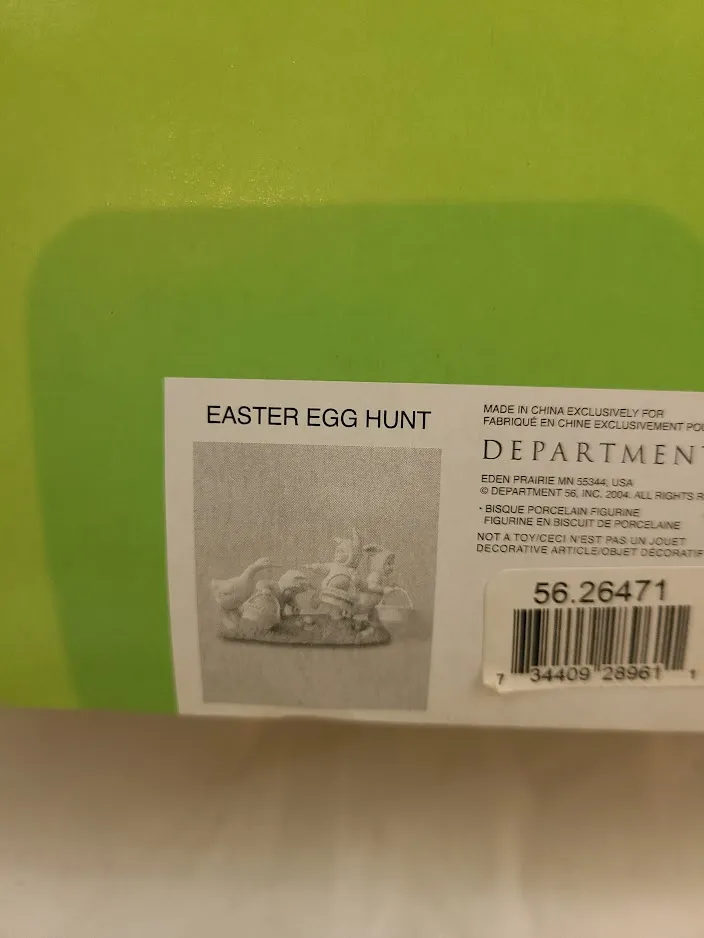 EASTER EGG HUNT
MADE IN CHINA EXCLUSIVELY FOR
FABRIQUÉ EN CHINE EXCLUSIVEMENT POU
DEPARTMENT
EDEN PRAIRIE MN 55344, USA
© DEPARTMENT 56, INC. 2004. ALL RIGHTS R
• BISQUE PORCELAIN FIGURINE
FIGURINE EN BISCUIT DE PORCELAINE
NOT A TOY/CECI N'EST PAS UN JOUET
DECORATIVE ARTICLE/OBJET DÉCORATIF
56.26471
7 34409 28961 1